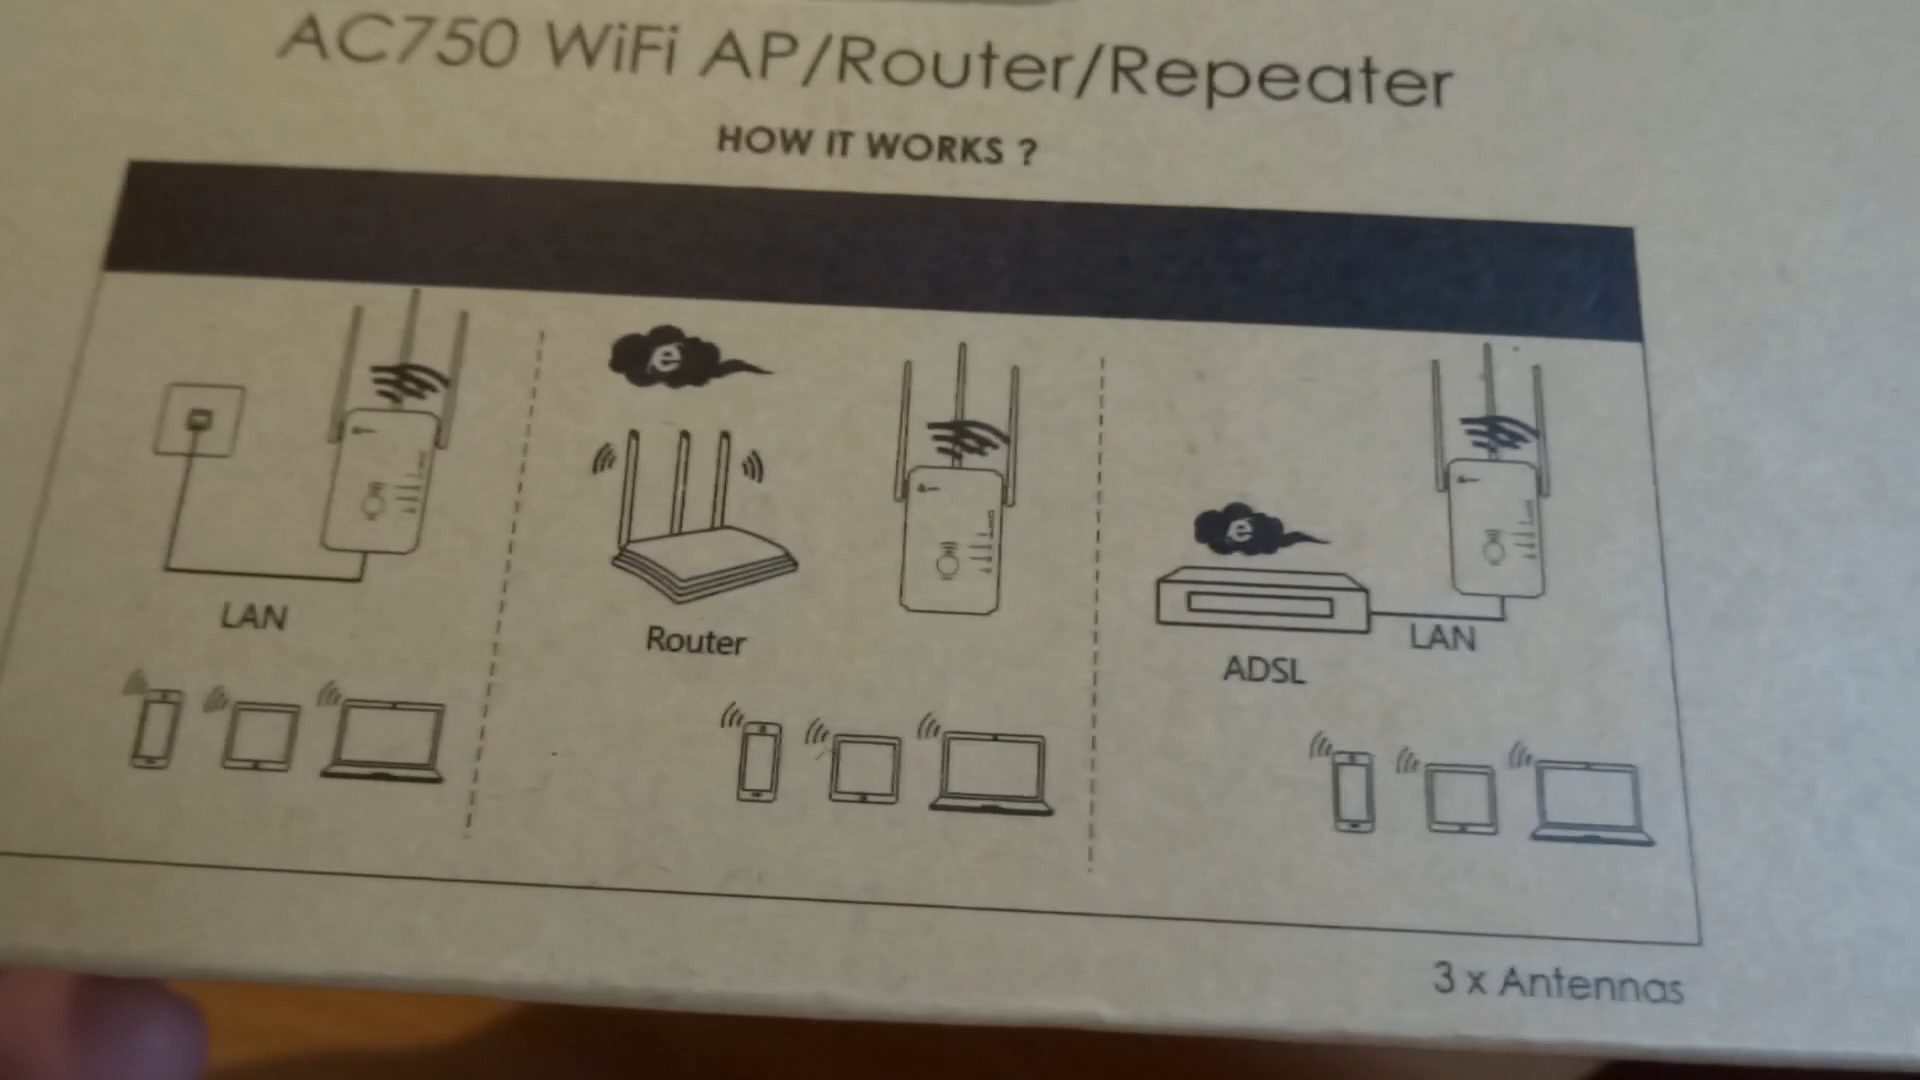 AC750 WiFi AP/Router/Repeater
HOW IT WORKS ?
e
e
LAN
Router
LAN
ADSL
3 x Antennas